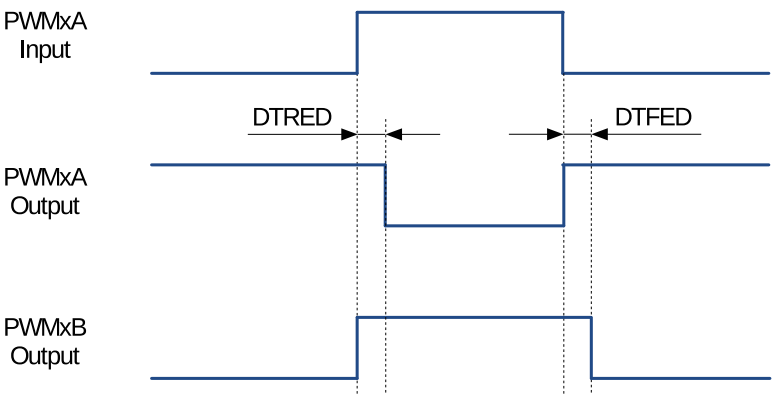 PWMxA
Input
DTRED
DTFED
PWMxA
Output
PWMxB
Output